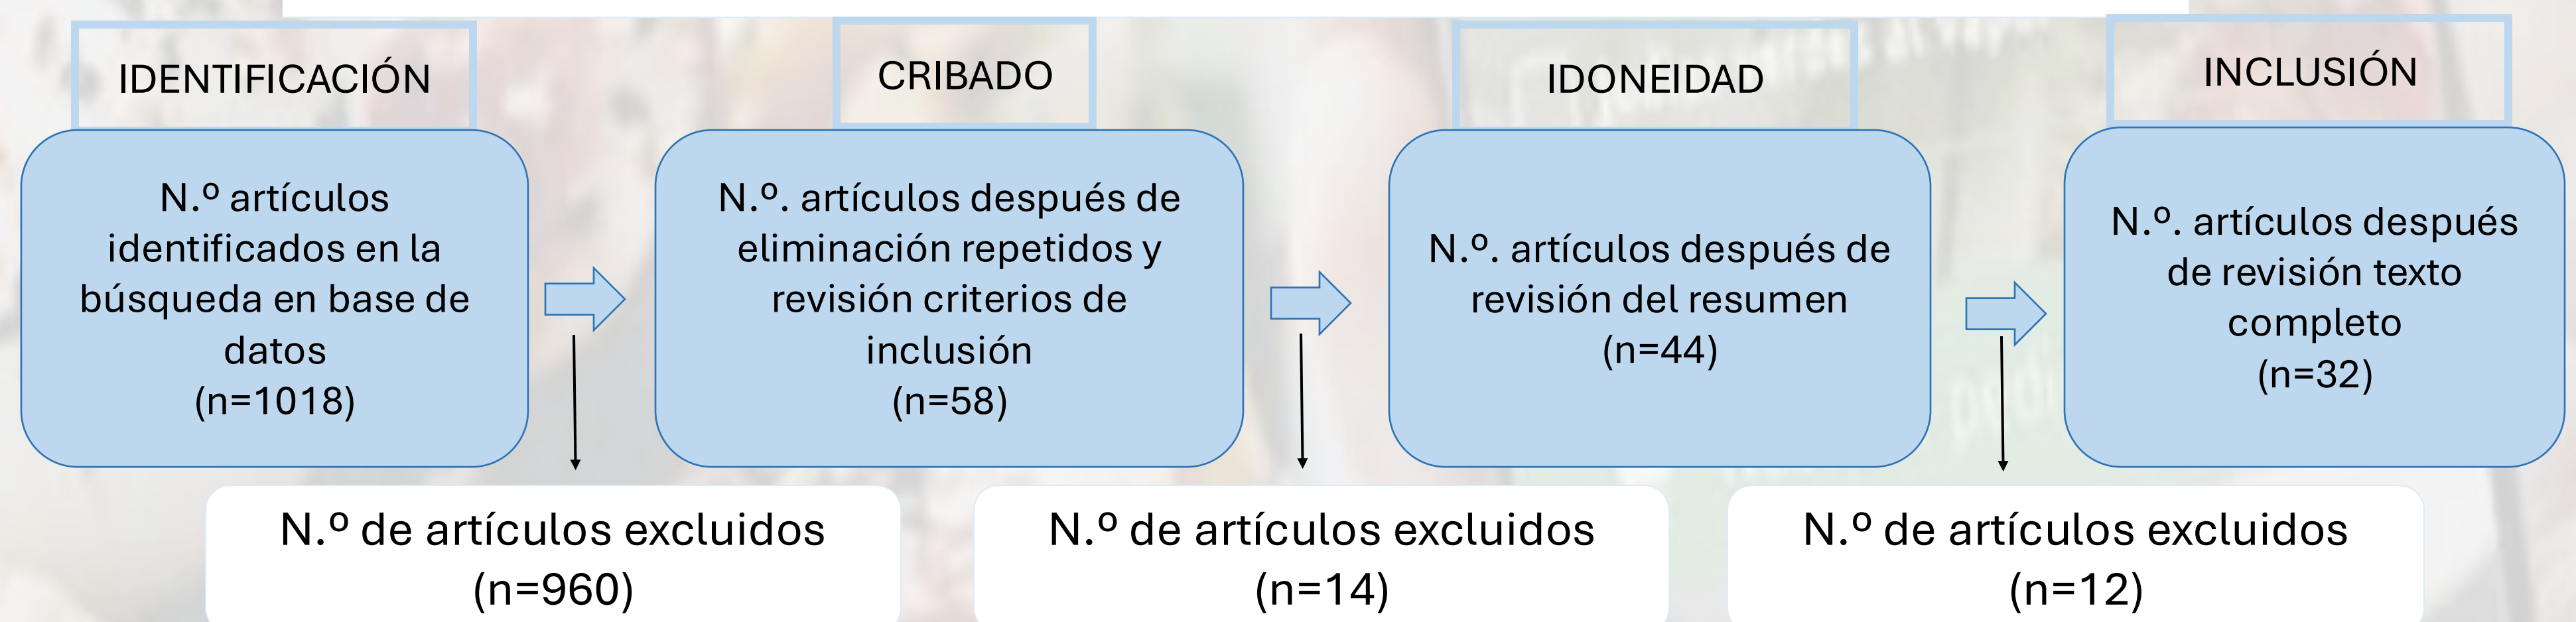 IDENTIFICACIÓN
N.º artículos
identificados en la
búsqueda en base de
datos
(n=1018)
CRIBADO
N.º. artículos después de
eliminación repetidos y
revisión criterios de
inclusión
(n=58)
IDONEIDAD
N.º. artículos después de
revisión del resumen
(n=44)
INCLUSIÓN
N.º. artículos después
de revisión texto
completo
(n=32)
N.º de artículos excluidos
(n=960)
N.º de artículos excluidos
(n=14)
N.º de artículos excluidos
(n=12)